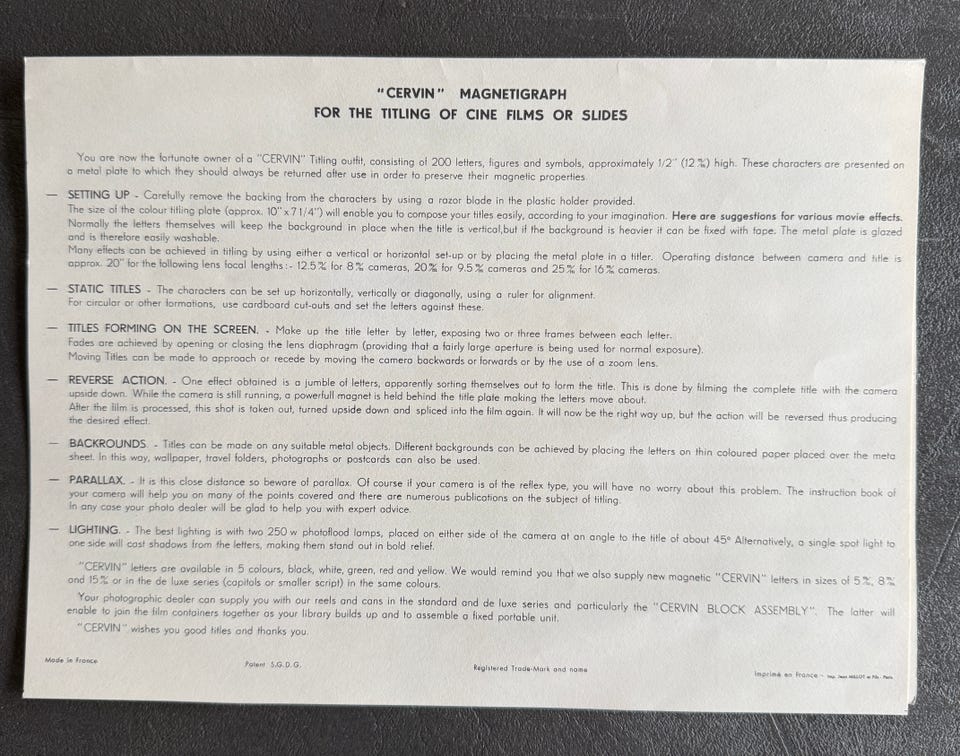 "CERVIN" MAGNETIGRAPH
FOR THE TITLING OF CINE FILMS OR SLIDES
You are now the fortunate owner of a "CERVIN" Titling outfit, consisting of 200 letters, figures and symbols, approximately 1/2" (12 ‰) high. These characters are presented on
a metal plate to which they should always be returned after use in order to preserve their magnetic properties.
— SETTING UP - Carefully remove the backing from the characters by using a razor blade in the plastic holder provided.
The size of the colour titling plate (approx. 10" x 7 1/4") will enable you to compose your titles easily, according to your imagination. Here are suggestions for various movie effects.
Normally the letters themselves will keep the background in place when the title is vertical,but if the background is heavier it can be fixed with tape. The metal plate is glazed
and is therefore easily washable.
Many effects can be achieved in titling by using either a vertical or horizontal set-up or by placing the metal plate in a titler. Operating distance between camera and title is
approx. 20" for the following lens focal lengths :- 12.5 ‰ for 8 ‰ cameras, 20 ‰ for 9.5 ‰ cameras and 25 ‰ for 16 ‰ cameras.
— STATIC TITLES - The characters can be set up horizontally, vertically or diagonally, using a ruler for alignment.
For circular or other formations, use cardboard cut-outs and set the letters against these.
— TITLES FORMING ON THE SCREEN. - Make up the title letter by letter, exposing two or three frames between each letter.
Fades are achieved by opening or closing the lens diaphragm (providing that a fairly large aperture is being used for normal exposure).
Moving Titles can be made to approach or recede by moving the camera backwards or forwards or by the use of a zoom lens.
— REVERSE ACTION. - One effect obtained is a jumble of letters, apparently sorting themselves out to form the title. This is done by filming the complete title with the camera
upside down. While the camera is still running, a powerfull magnet is held behind the title plate making the letters move about.
After the film is processed, this shot is taken out, turned upside down and spliced into the film again. It will now be the right way up, but the action will be reversed thus producing
the desired effect.
— BACKROUNDS. - Titles can be made on any suitable metal objects. Different backgrounds can be achieved by placing the letters on thin coloured paper placed over the meta
sheet. In this way, wallpaper, travel folders, photographs or postcards can also be used.
— PARALLAX. - It is this close distance so beware of parallax. Of course if your camera is of the reflex type, you will have no worry about this problem. The instruction book of
your camera will help you on many of the points covered and there are numerous publications on the subject of titling.
In any case your photo dealer will be glad to help you with expert advice.
— LIGHTING. - The best lighting is with two 250 w photoflood lamps, placed on either side of the camera at an angle to the title of about 45° Alternatively, a single spot light to
one side will cast shadows from the letters, making them stand out in bold relief.
"CERVIN" letters are available in 5 colours, black, white, green, red and yellow. We would remind you that we also supply new magnetic "CERVIN" letters in sizes of 5 ‰, 8 ‰
and 15 ‰ or in the de luxe series (capitols or smaller script) in the same colours.
Your photographic dealer can supply you with our reels and cans in the standard and de luxe series and particularly the "CERVIN BLOCK ASSEMBLY". The latter will
enable to join the film containers together as your library builds up and to assemble a fixed portable unit.
"CERVIN" wishes you good titles and thank you.
Made in France
Patent S.G.D.G.
Registered Trade-Mark and name
Imprimé en France - Imp. Jean MILLOT et Fils - Paris